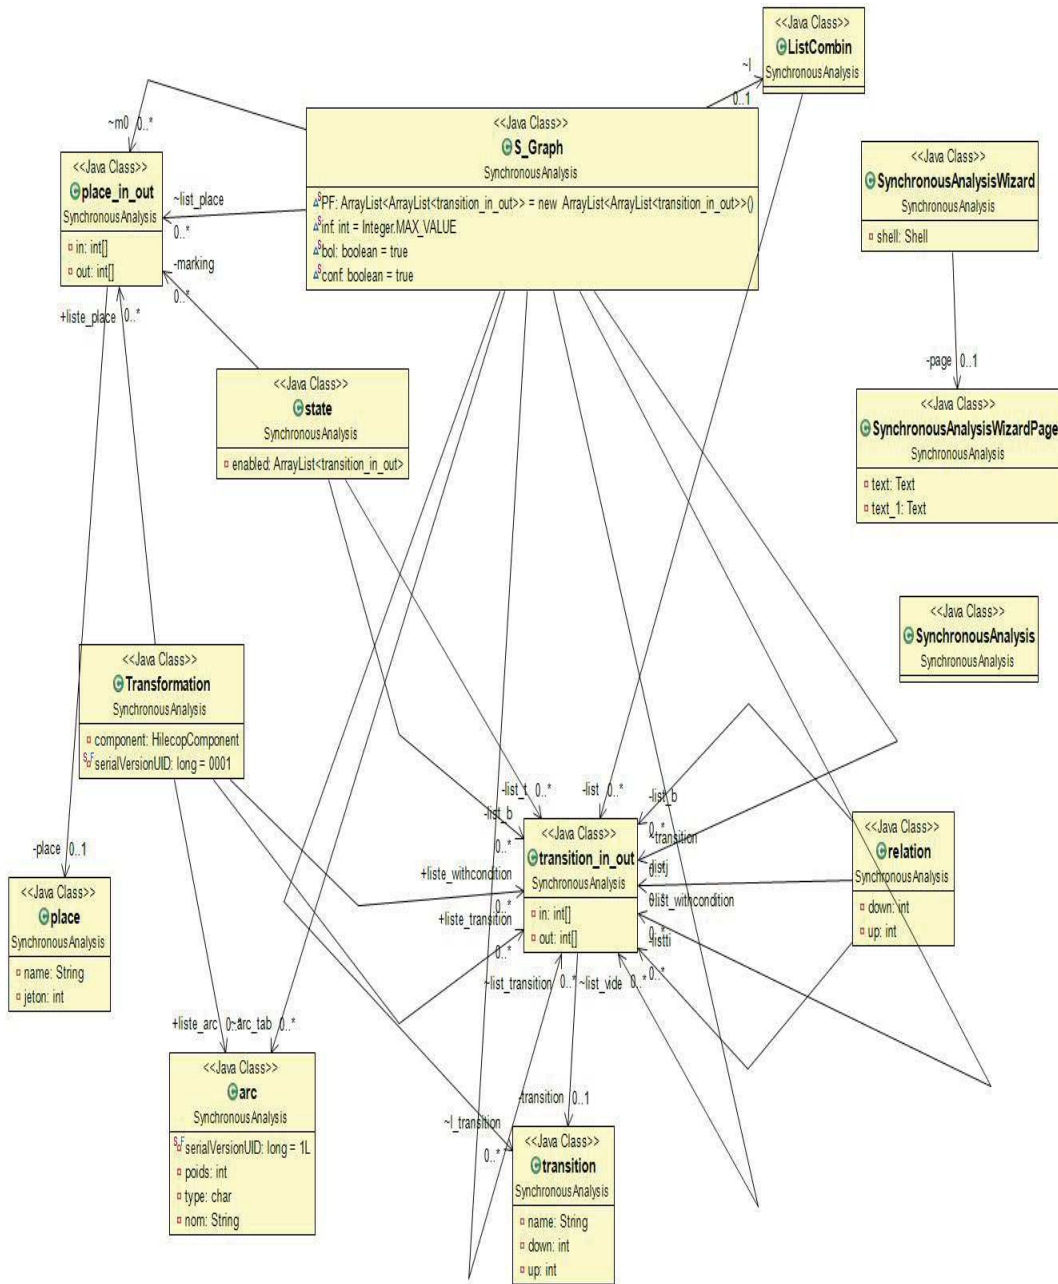 <<Java Class>>
ListCombin
SynchronousAnalysis
~l
0..1
<<Java Class>>
S_Graph
SynchronousAnalysis
PF: ArrayList<ArrayList<transition_in_out>> = new ArrayList<ArrayList<transition_in_out>>()
inf: int = Integer.MAX_VALUE
bol: boolean = true
conf: boolean = true
~m0 0..*
<<Java Class>>
place_in_out
SynchronousAnalysis
in: int[]
out: int[]
~list_place
0..*
-marking
0..*
+liste_place 0..*
<<Java Class>>
SynchronousAnalysisWizard
SynchronousAnalysis
shell: Shell
-page 0..1
<<Java Class>>
SynchronousAnalysisWizardPage
SynchronousAnalysis
text: Text
text_1: Text
<<Java Class>>
state
SynchronousAnalysis
enabled: ArrayList<transition_in_out>
<<Java Class>>
SynchronousAnalysis
SynchronousAnalysis
<<Java Class>>
Transformation
SynchronousAnalysis
component: HilecopComponent
serialVersionUID: long = 0001
-list_t 0..*
-list_b
0..*
-list 0..*
-list_b
0..*
~transition
<<Java Class>>
transition_in_out
SynchronousAnalysis
in: int[]
out: int[]
-listj
+liste_withcondition
0..*
+liste_transition
0..*
~list_withcondition
0..*
-listti
0..*
~list_transition 0..*
~list_vide 0..*
<<Java Class>>
relation
SynchronousAnalysis
down: int
up: int
-place 0..1
<<Java Class>>
place
SynchronousAnalysis
name: String
jeton: int
+liste_arc
~arc_tab 0..*
<<Java Class>>
arc
SynchronousAnalysis
serialVersionUID: long = 1L
poids: int
type: char
nom: String
-transition 0..1
~l_transition
0..*
<<Java Class>>
transition
SynchronousAnalysis
name: String
down: int
up: int